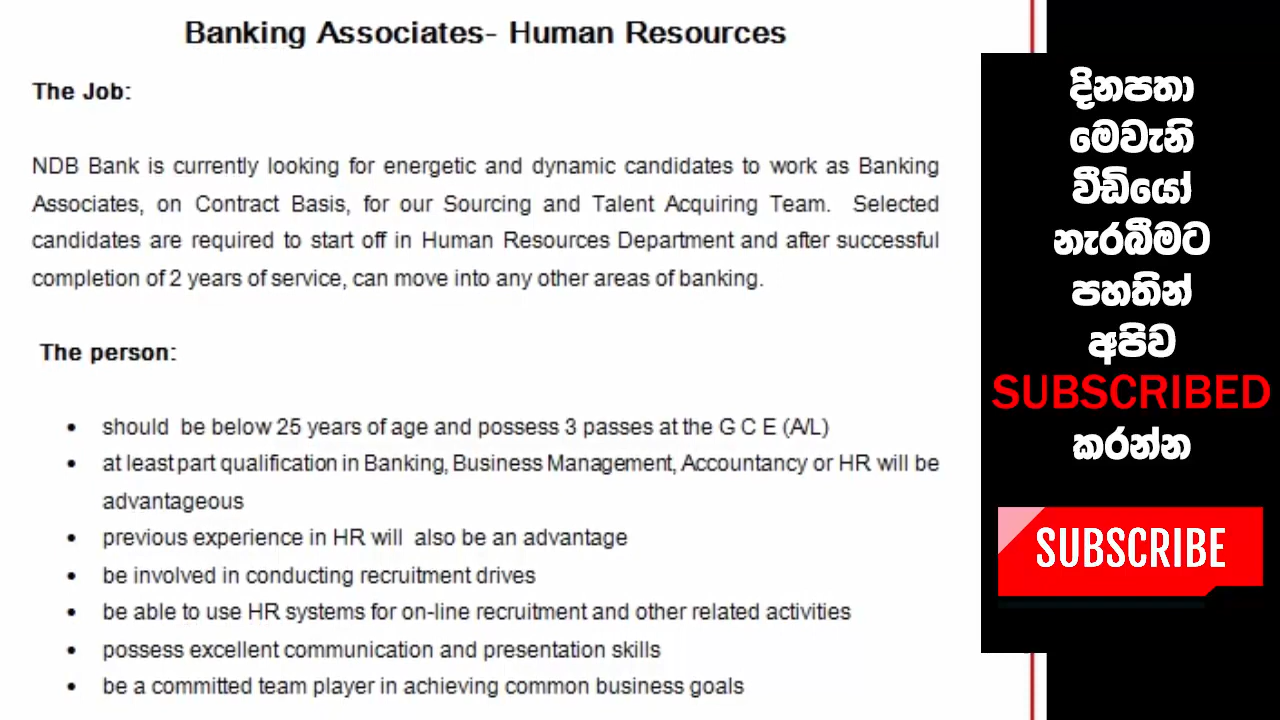 Banking Associates- Human Resources
The Job:
NDB Bank is currently looking for energetic and dynamic candidates to work as Banking
Associates, on Contract Basis, for our Sourcing and Talent Acquiring Team. Selected
candidates are required to start off in Human Resources Department and after successful
completion of 2 years of service, can move into any other areas of banking.
The person:
• should be below 25 years of age and possess 3 passes at the G C E (A/L)
• at least part qualification in Banking, Business Management, Accountancy or HR will be
advantageous
• previous experience in HR will also be an advantage
• be involved in conducting recruitment drives
• be able to use HR systems for on-line recruitment and other related activities
• possess excellent communication and presentation skills
• be a committed team player in achieving common business goals
දිනපතා
මෙවැනි
වීඩියෝ
නැරබීමට
පහතින්
අපිව
SUBSCRIBED
කරන්න
SUBSCRIBE